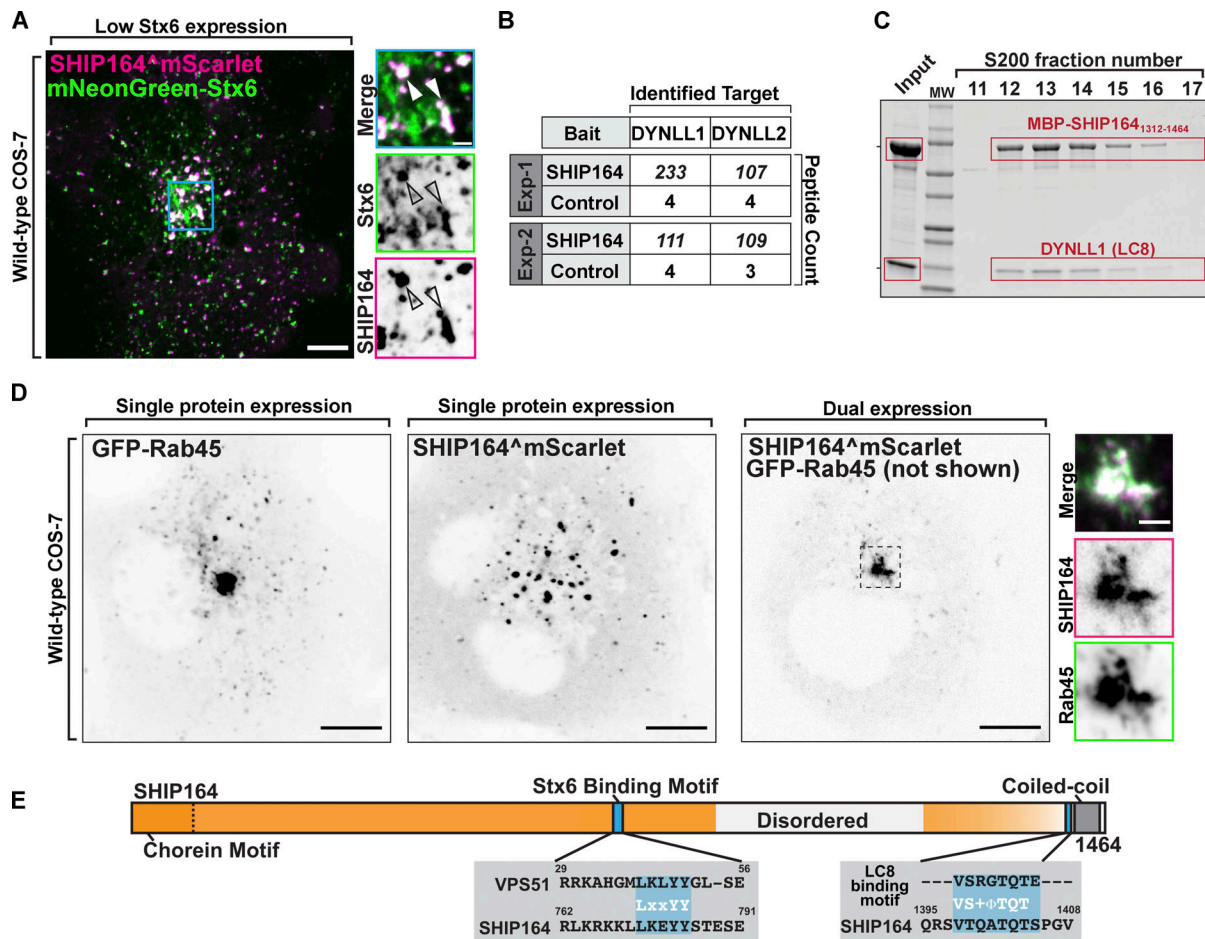 A
Low Stx6 expression
Wild-type COS-7
SHIP164^mScarlet
mNeonGreen-Stx6
Merge
Stx6
SHIP164
B
Identified Target
Bait DYNLL1 DYNLL2
Exp-1
SHIP164 233 107
Control 4 4
Exp-2
SHIP164 111 109
Control 4 3
Peptide Count
C
S200 fraction number
Input MW 11 12 13 14 15 16 17
MBP-SHIP164₁₃₁₂₋₁₄₆₄
DYNLL1 (LC8)
D
Single protein expression
Single protein expression
Dual expression
Wild-type COS-7
GFP-Rab45
SHIP164^mScarlet
SHIP164^mScarlet
GFP-Rab45 (not shown)
Merge
SHIP164
Rab45
E
SHIP164
Stx6 Binding Motif
Coiled-coil
Disordered
Chorein Motif
1464
29 56
VPS51 RRKAHGMLKLYYGL-SE
LxxYY
762 791
SHIP164 RLKRKKLLKEYYSTESE
LC8
binding
motif
----VSRGTQTE----
VS+ΦTQT
1395 1408
SHIP164 QRSVTQATQTSPGV